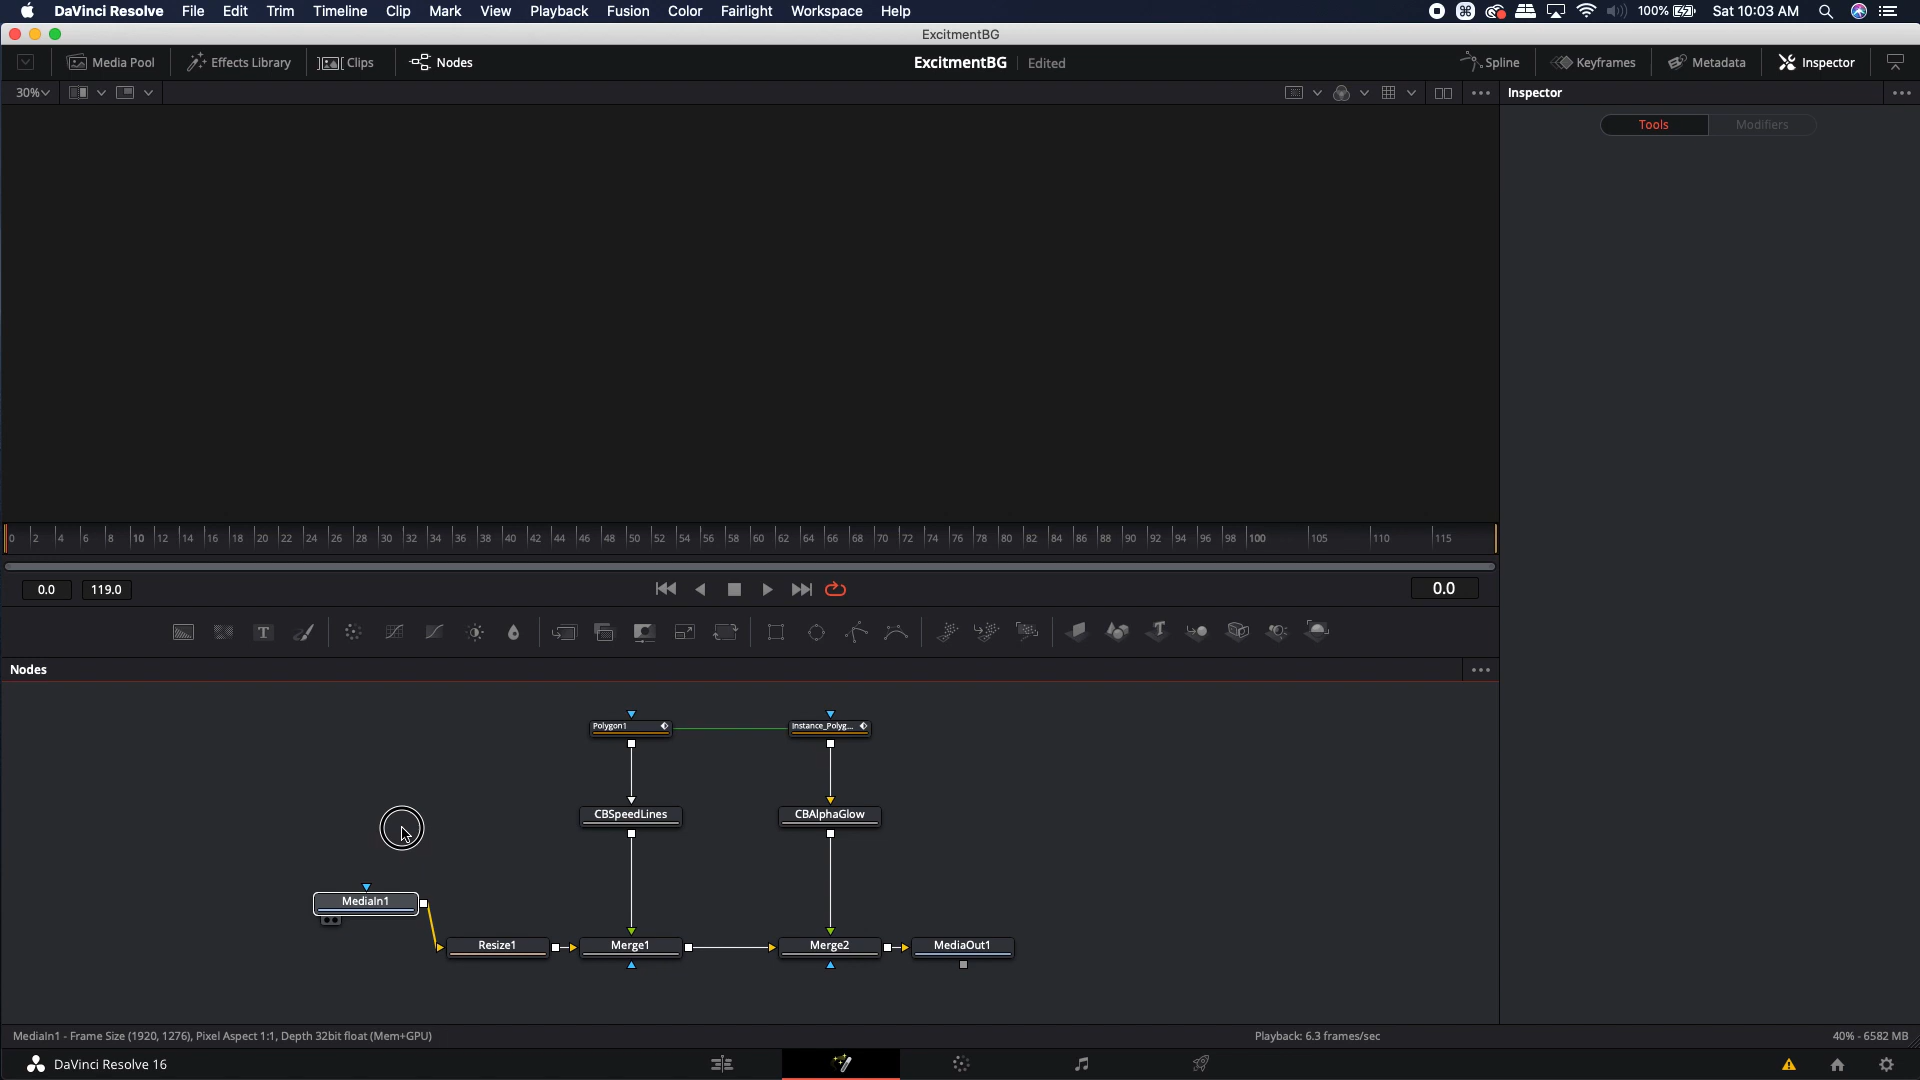 DaVinci Resolve File Edit Trim Timeline Clip Mark View Playback Fusion Color Fairlight Workspace Help 100% Sat 10:03 AM
ExcitmentBG
Media Pool Effects Library Clips Nodes ExcitmentBG Edited Spline Keyframes Metadata Inspector
30% Inspector
Tools Modifiers
0 2 4 6 8 10 12 14 16 18 20 22 24 26 28 30 32 34 36 38 40 42 44 46 48 50 52 54 56 58 60 62 64 66 68 70 72 74 76 78 80 82 84 86 88 90 92 94 96 98 100 105 110 115
0.0 119.0 0.0
T T
Nodes
Polygon1 Instance_Polyg...
CBSpeedLines CBAlphaGlow
MediaIn1
Resize1 Merge1 Merge2 MediaOut1
MediaIn1 - Frame Size (1920, 1276), Pixel Aspect 1:1, Depth 32bit float (Mem+GPU) Playback: 6.3 frames/sec 40% - 6582 MB
DaVinci Resolve 16